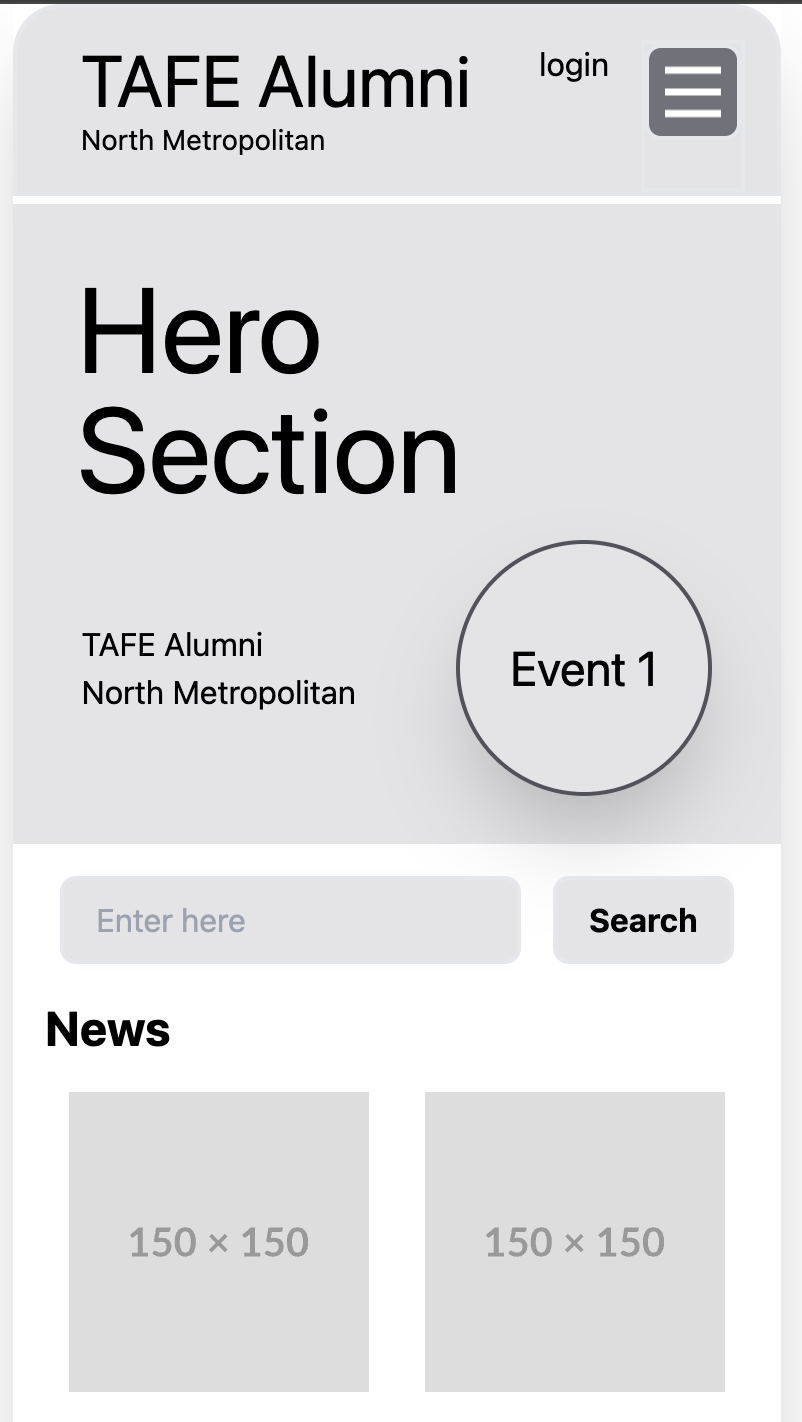 TAFE Alumni
login
North Metropolitan
Hero
Section
TAFE Alumni
North Metropolitan
Event 1
Enter here
Search
News
150 × 150
150 × 150